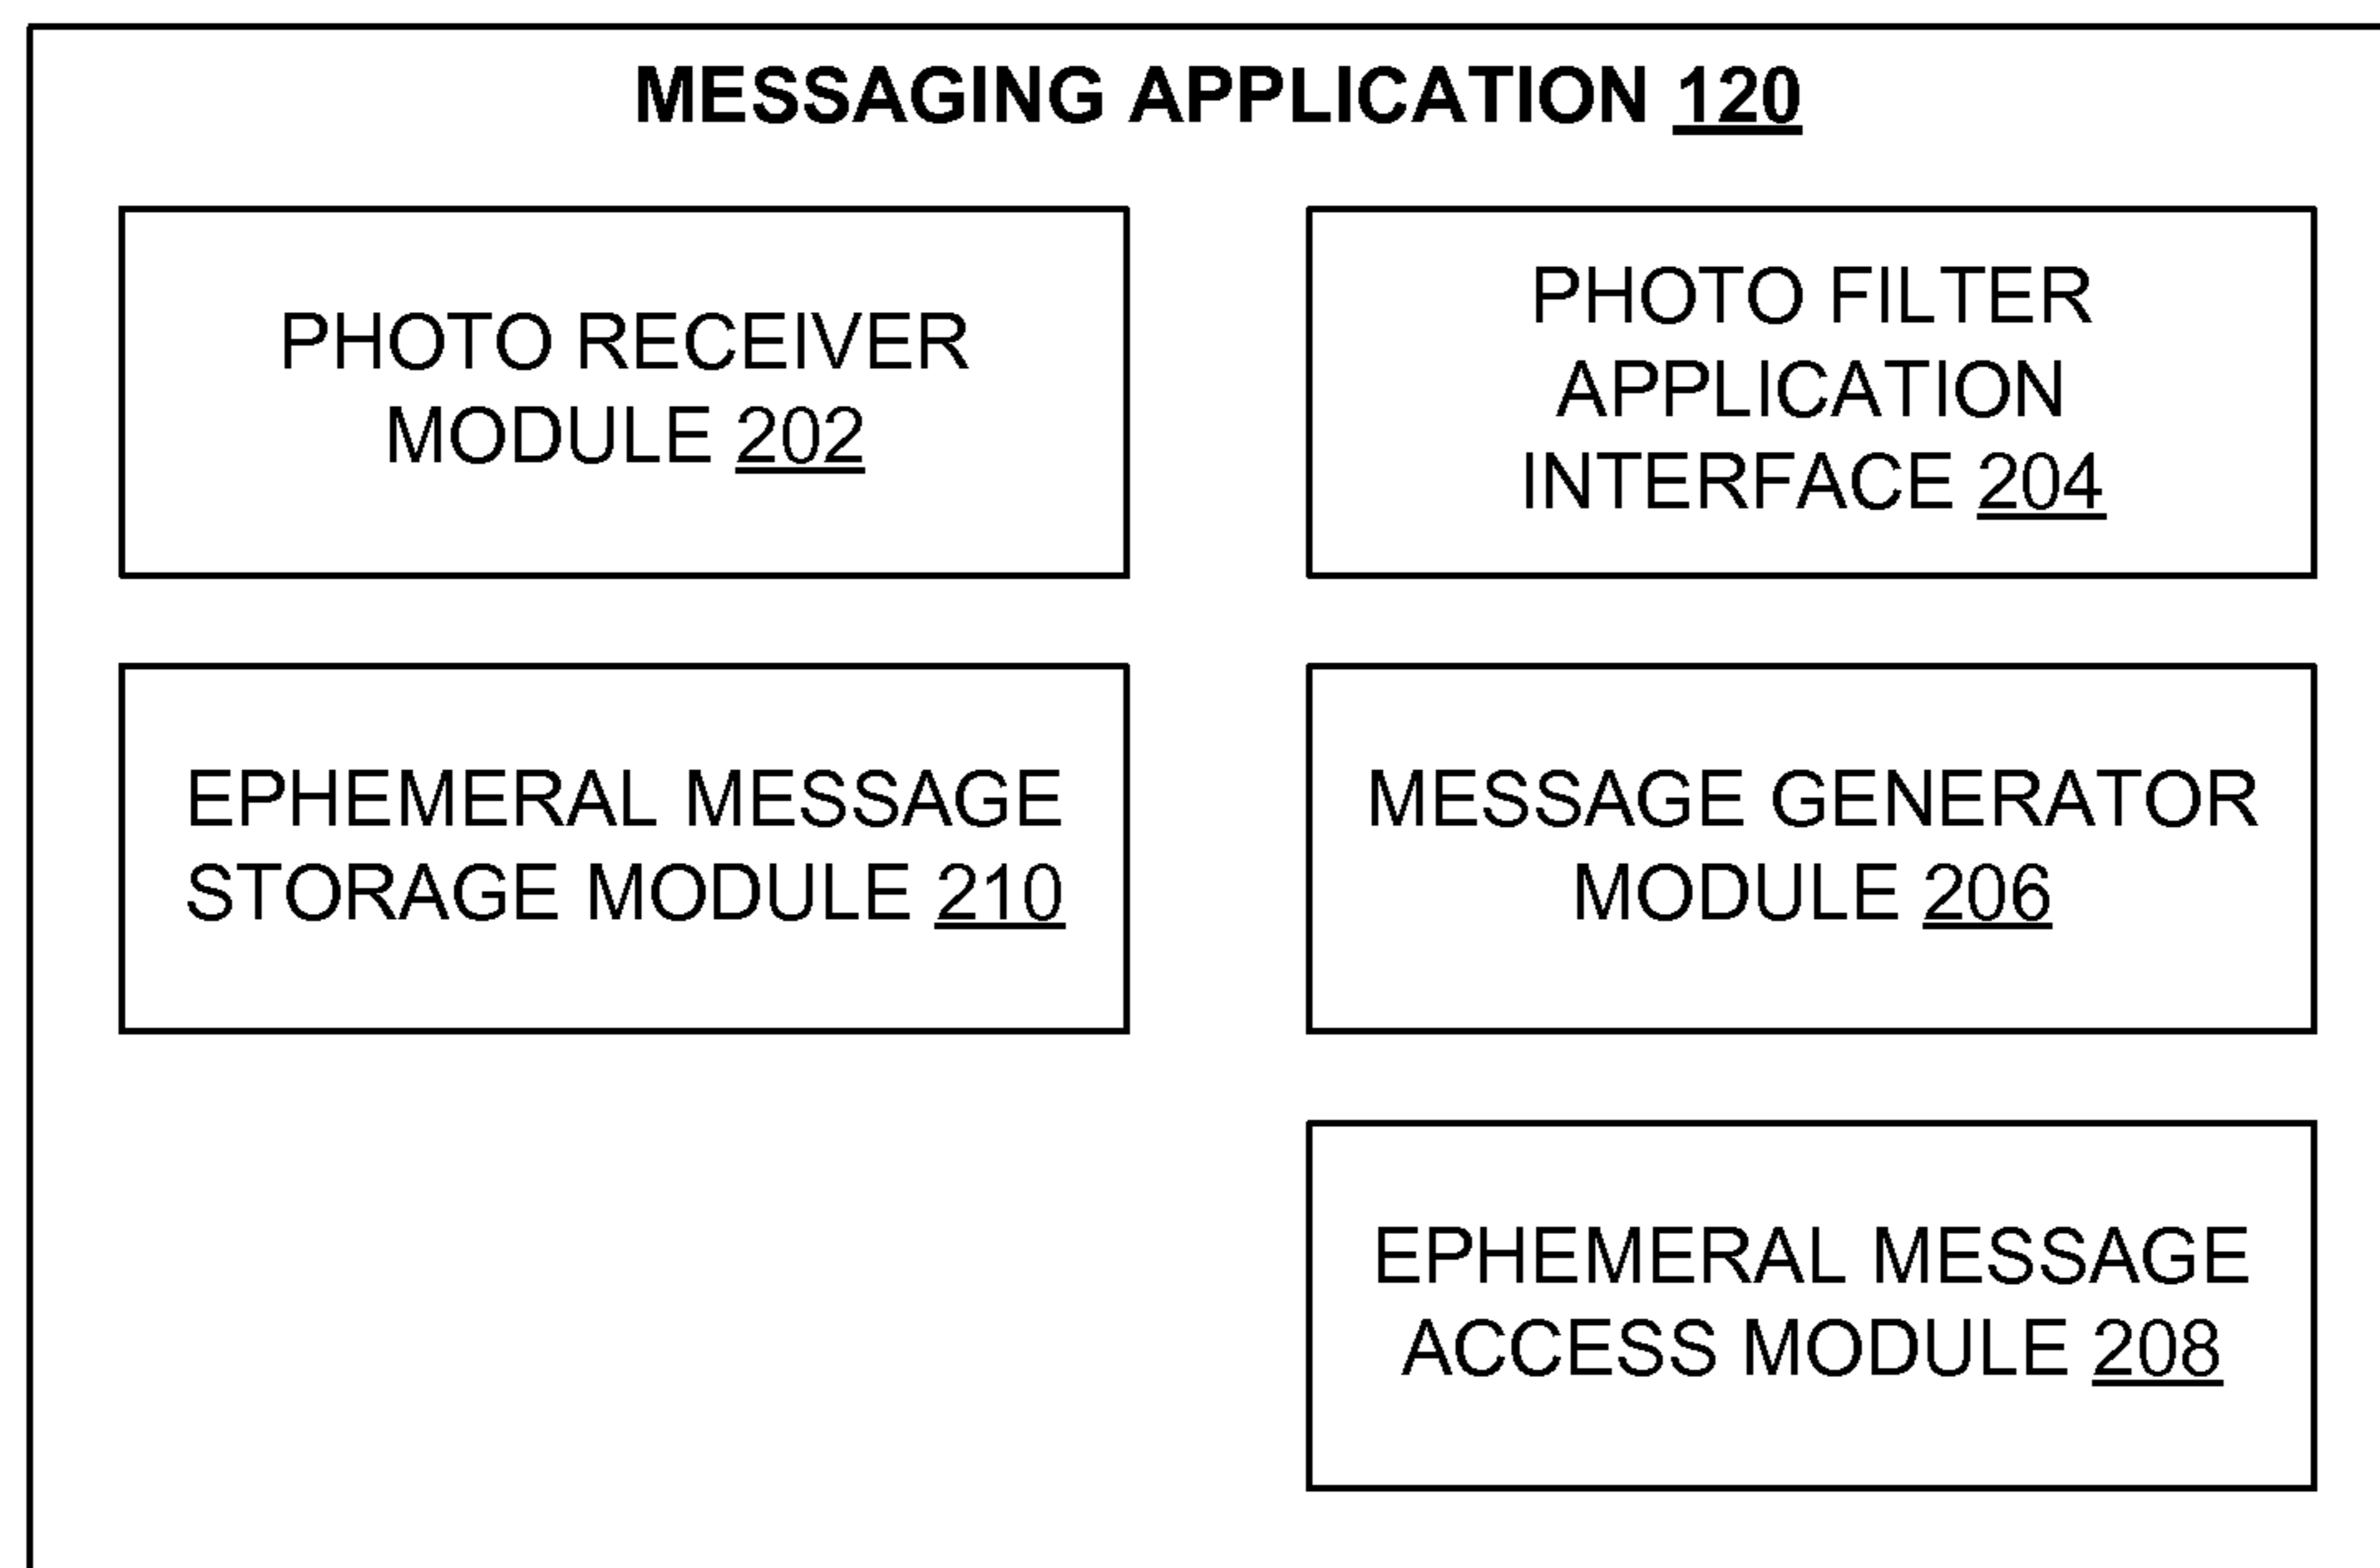 MESSAGING APPLICATION 120
PHOTO RECEIVER
MODULE 202
PHOTO FILTER
APPLICATION
INTERFACE 204
EPHEMERAL MESSAGE
STORAGE MODULE 210
MESSAGE GENERATOR
MODULE 206
EPHEMERAL MESSAGE
ACCESS MODULE 208